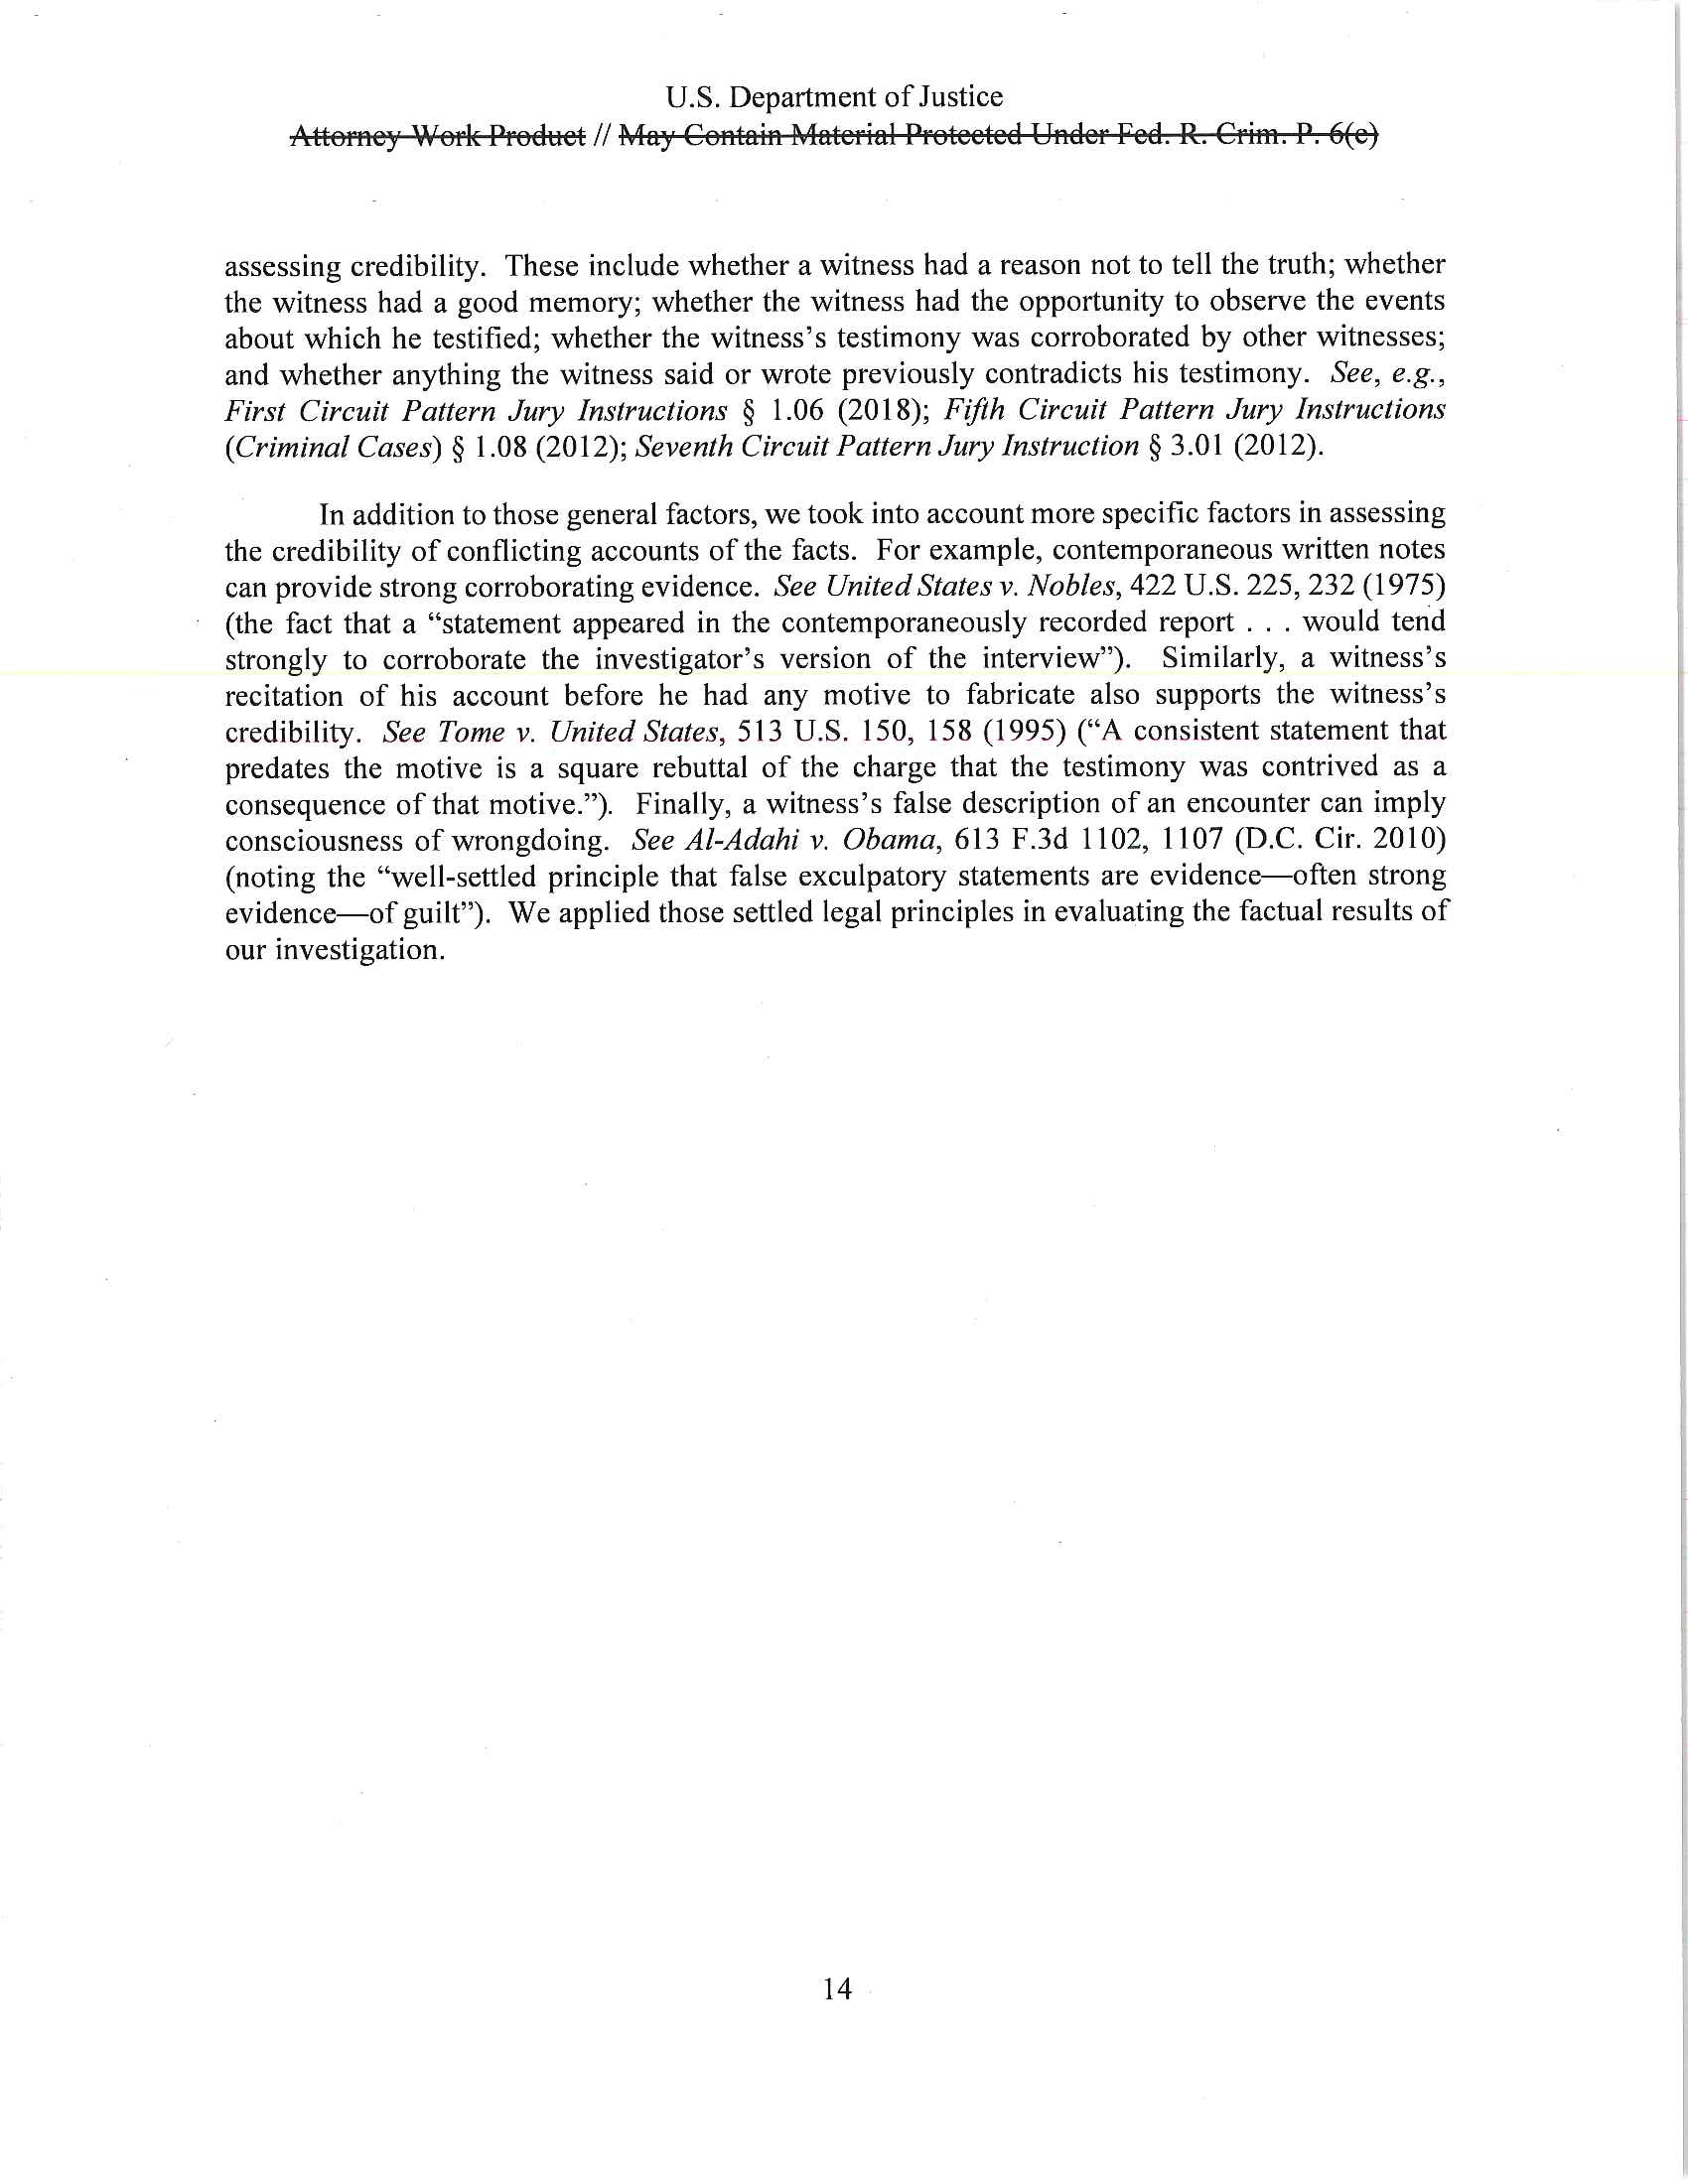 U.S. Department of Justice
Attorney Work Product // May Contain Material Protected Under Fed. R. Crim. P. 6(e)
assessing credibility. These include whether a witness had a reason not to tell the truth; whether
the witness had a good memory; whether the witness had the opportunity to observe the events
about which he testified; whether the witness's testimony was corroborated by other witnesses;
and whether anything the witness said or wrote previously contradicts his testimony. See, e.g.,
First Circuit Pattern Jury Instructions § 1.06 (2018); Fifth Circuit Pattern Jury Instructions
(Criminal Cases) § 1.08 (2012); Seventh Circuit Pattern Jury Instruction § 3.01 (2012).
In addition to those general factors, we took into account more specific factors in assessing
the credibility of conflicting accounts of the facts. For example, contemporaneous written notes
can provide strong corroborating evidence. See United States v. Nobles, 422 U.S. 225, 232 (1975)
(the fact that a “statement appeared in the contemporaneously recorded report . . . would tend
strongly to corroborate the investigator’s version of the interview”). Similarly, a witness’s
recitation of his account before he had any motive to fabricate also supports the witness’s
credibility. See Tome v. United States, 513 U.S. 150, 158 (1995) (“A consistent statement that
predates the motive is a square rebuttal of the charge that the testimony was contrived as a
consequence of that motive.”). Finally, a witness’s false description of an encounter can imply
consciousness of wrongdoing. See Al-Adahi v. Obama, 613 F.3d 1102, 1107 (D.C. Cir. 2010)
(noting the “well-settled principle that false exculpatory statements are evidence—often strong
evidence—of guilt”). We applied those settled legal principles in evaluating the factual results of
our investigation.
14